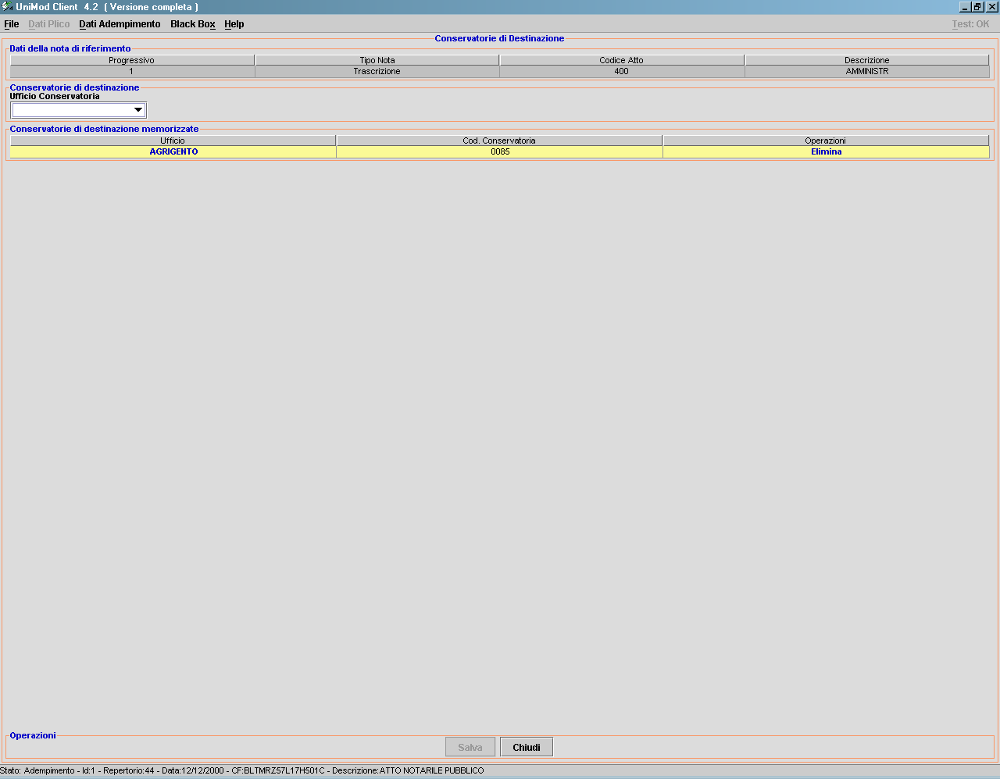 UniMod Client 4.2 ( Versione completa )
File Dati Plico Dati Adempimento Black Box Help Test: OK
Conservatorie di Destinazione
Dati della nota di riferimento
Progressivo Tipo Nota Codice Atto Descrizione
1 Trascrizione 400 AMMINISTR
Conservatorie di destinazione
Ufficio Conservatoria
Conservatorie di destinazione memorizzate
Ufficio Cod. Conservatoria Operazioni
AGRIGENTO 0085 Elimina
Operazioni
Salva Chiudi
Stato: Adempimento - Id:1 - Repertorio:44 - Data:12/12/2000 - CF:BLTMRZ57L17H501C - Descrizione:ATTO NOTARILE PUBBLICO